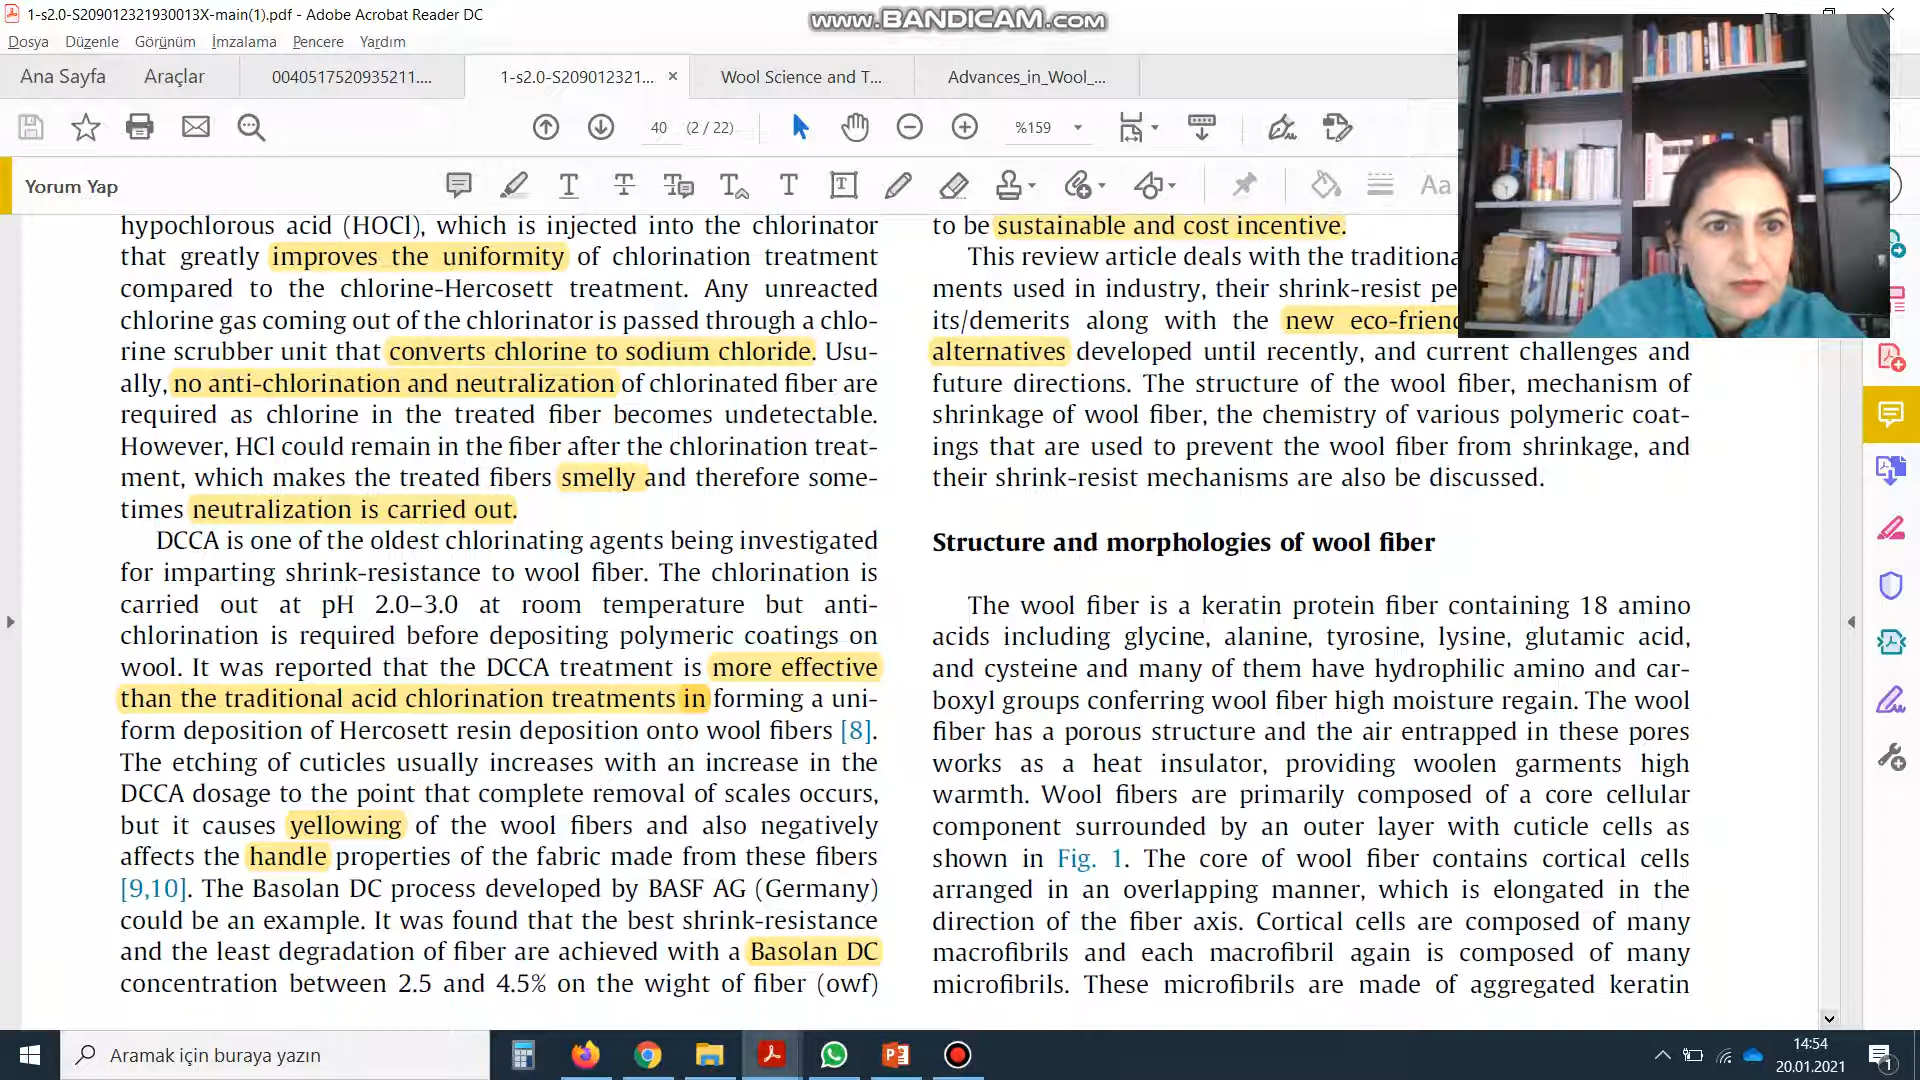 1-s2.0-S209012321930013X-main(1).pdf - Adobe Acrobat Reader DC
www.BANDICAM.com
Dosya Düzenle Görünüm İmzalama Pencere Yardım
Ana Sayfa Araçlar 0040517520935211.... 1-s2.0-S209012321... Wool Science and T... Advances_in_Wool_...
40 (2 / 22) %159
Yorum Yap
Aa
hypochlorous acid (HOCl), which is injected into the chlorinator
that greatly improves the uniformity of chlorination treatment
compared to the chlorine-Hercosett treatment. Any unreacted
chlorine gas coming out of the chlorinator is passed through a chlo-
rine scrubber unit that converts chlorine to sodium chloride. Usu-
ally, no anti-chlorination and neutralization of chlorinated fiber are
required as chlorine in the treated fiber becomes undetectable.
However, HCl could remain in the fiber after the chlorination treat-
ment, which makes the treated fibers smelly and therefore some-
times neutralization is carried out.
DCCA is one of the oldest chlorinating agents being investigated
for imparting shrink-resistance to wool fiber. The chlorination is
carried out at pH 2.0–3.0 at room temperature but anti-
chlorination is required before depositing polymeric coatings on
wool. It was reported that the DCCA treatment is more effective
than the traditional acid chlorination treatments in forming a uni-
form deposition of Hercosett resin deposition onto wool fibers [8].
The etching of cuticles usually increases with an increase in the
DCCA dosage to the point that complete removal of scales occurs,
but it causes yellowing of the wool fibers and also negatively
affects the handle properties of the fabric made from these fibers
[9,10]. The Basolan DC process developed by BASF AG (Germany)
could be an example. It was found that the best shrink-resistance
and the least degradation of fiber are achieved with a Basolan DC
concentration between 2.5 and 4.5% on the wight of fiber (owf)
to be sustainable and cost incentive.
This review article deals with the traditiona
ments used in industry, their shrink-resist pe
its/demerits along with the new eco-frien
alternatives developed until recently, and current challenges and
future directions. The structure of the wool fiber, mechanism of
shrinkage of wool fiber, the chemistry of various polymeric coat-
ings that are used to prevent the wool fiber from shrinkage, and
their shrink-resist mechanisms are also be discussed.
Structure and morphologies of wool fiber
The wool fiber is a keratin protein fiber containing 18 amino
acids including glycine, alanine, tyrosine, lysine, glutamic acid,
and cysteine and many of them have hydrophilic amino and car-
boxyl groups conferring wool fiber high moisture regain. The wool
fiber has a porous structure and the air entrapped in these pores
works as a heat insulator, providing woolen garments high
warmth. Wool fibers are primarily composed of a core cellular
component surrounded by an outer layer with cuticle cells as
shown in Fig. 1. The core of wool fiber contains cortical cells
arranged in an overlapping manner, which is elongated in the
direction of the fiber axis. Cortical cells are composed of many
macrofibrils and each macrofibril again is composed of many
microfibrils. These microfibrils are made of aggregated keratin
Aramak için buraya yazın
14:54
20.01.2021
1